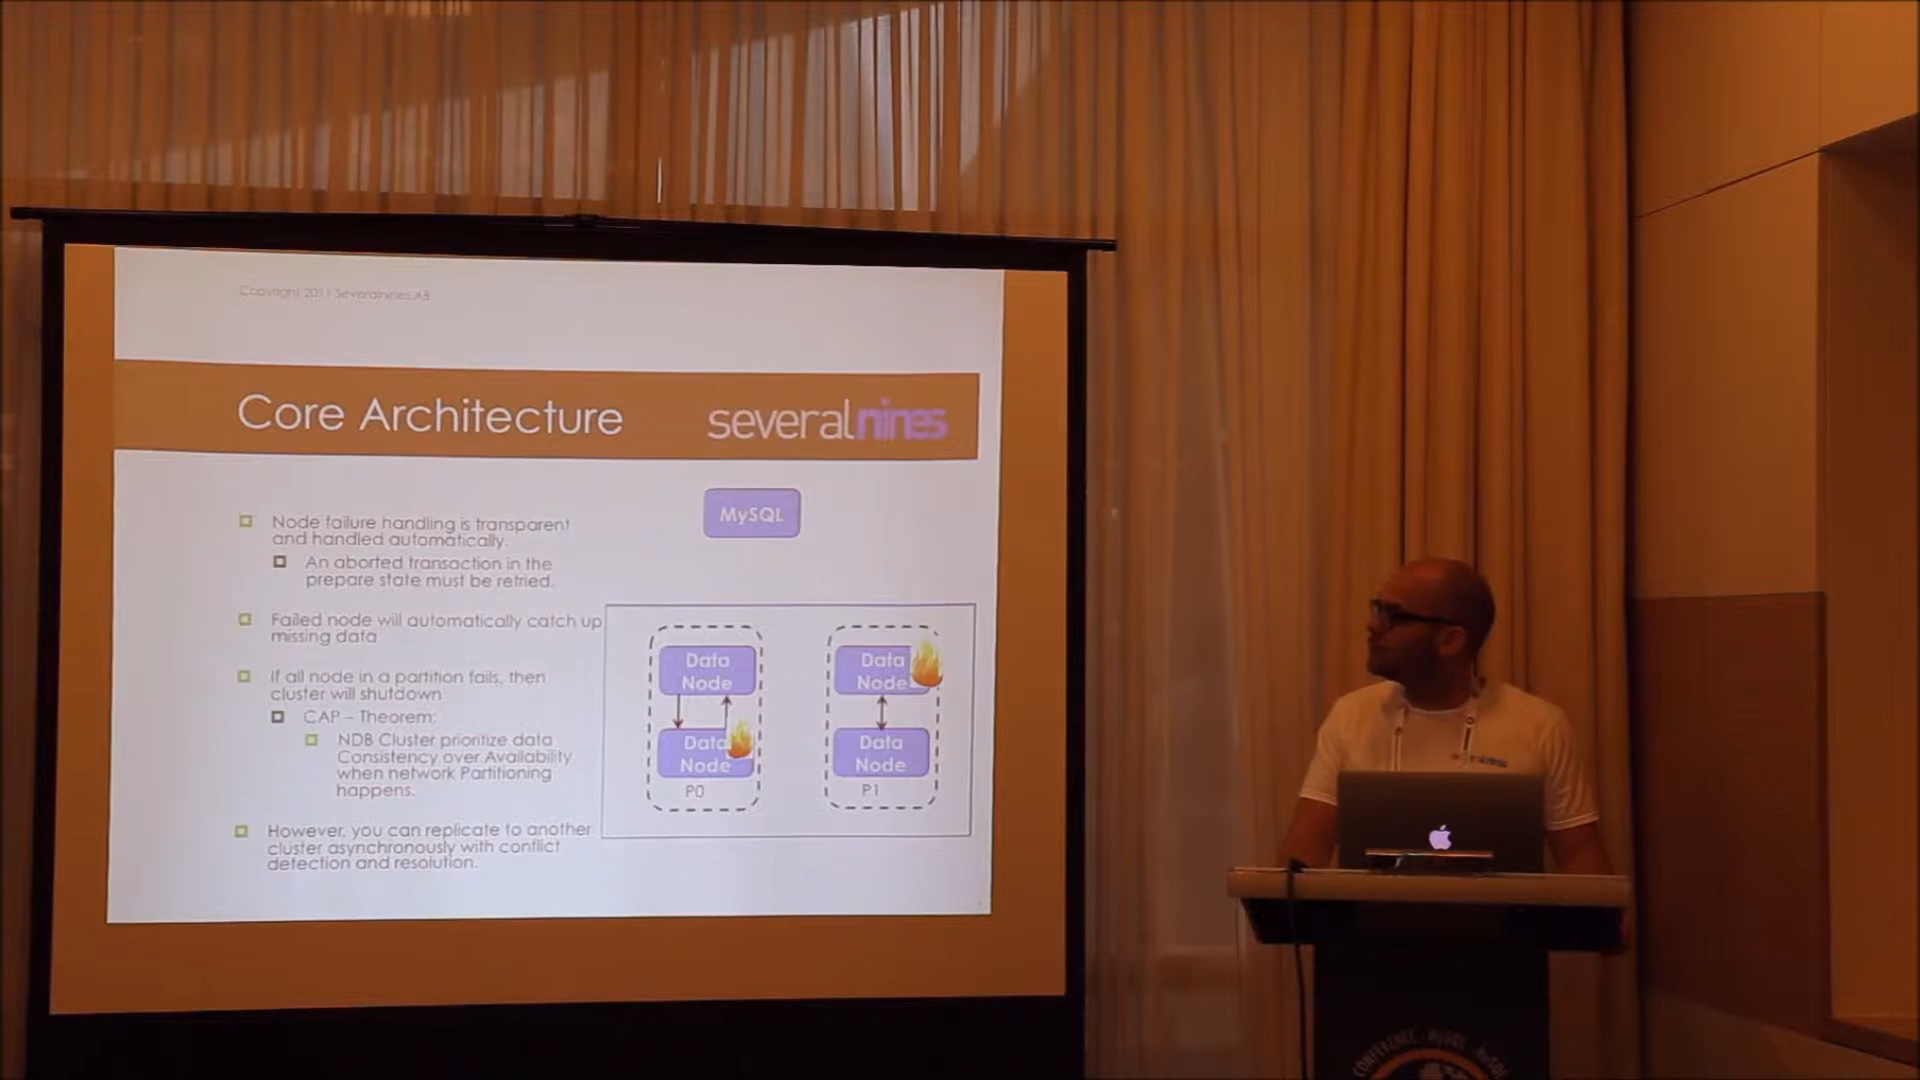 Copyright 2011 Severalnines AB
Core Architecture
severalnines
Node failure handling is transparent
and handled automatically.
An aborted transaction in the
prepare state must be retried.
Failed node will automatically catch up
missing data
If all node in a partition fails, then
cluster will shutdown
CAP – Theorem:
NDB Cluster prioritize data
Consistency over Availability
when network Partitioning
happens.
However, you can replicate to another
cluster asynchronously with conflict
detection and resolution.
MySQL
Data
Node
Data
Node
P0
Data
Node
Data
Node
P1
CONFERENCE · MySQL · MySQL